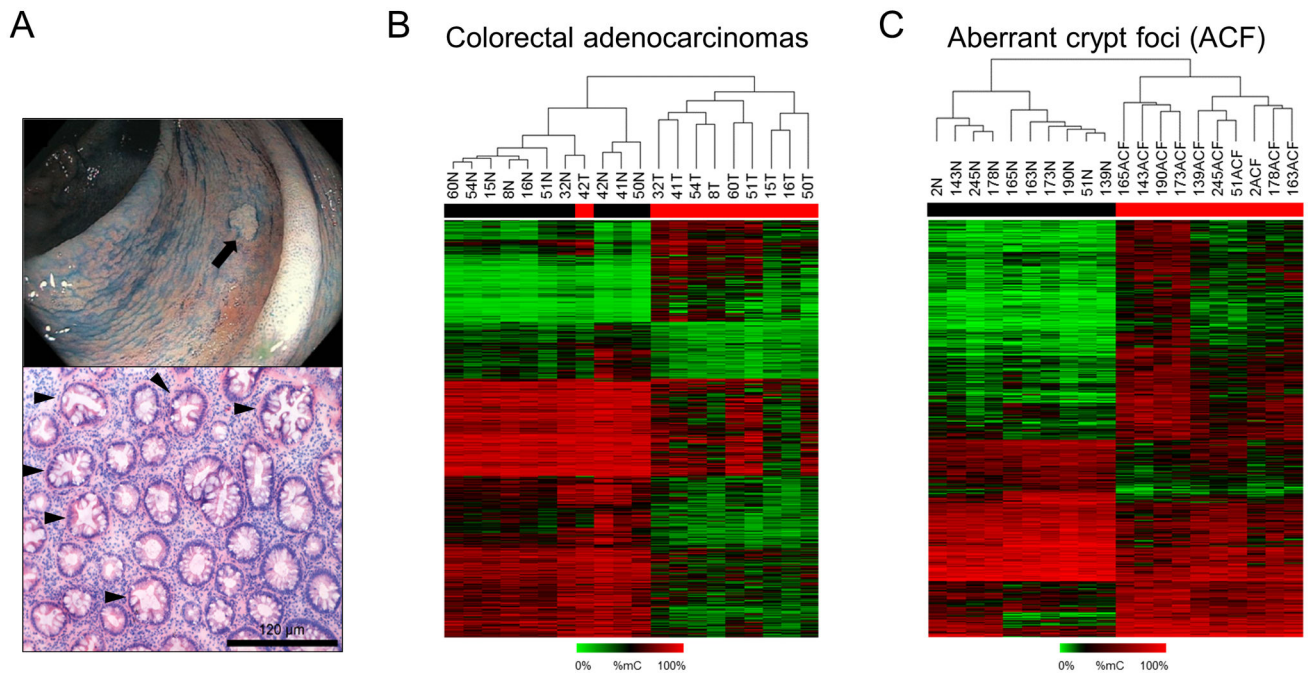 A
B
C
Colorectal adenocarcinomas
Aberrant crypt foci (ACF)
60N
54N
15N
8N
16N
51N
32N
42T
42N
41N
50N
32T
41T
54T
8T
60T
51T
15T
16T
50T
2N
143N
245N
178N
165N
163N
173N
190N
51N
139N
165ACF
143ACF
190ACF
173ACF
139ACF
245ACF
51ACF
2ACF
178ACF
163ACF
120 µm
0% %mC 100%
0% %mC 100%